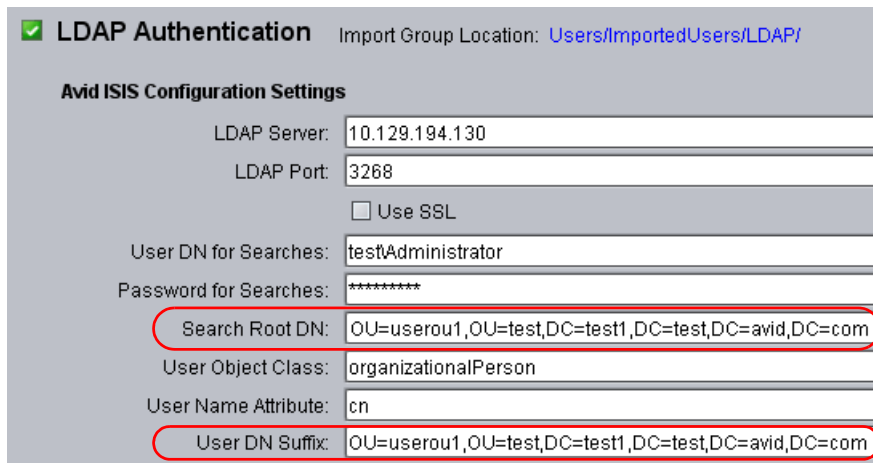 LDAP Authentication Import Group Location: Users/ImportedUsers/LDAP/
Avid ISIS Configuration Settings
LDAP Server: 10.129.194.130
LDAP Port: 3268
Use SSL
User DN for Searches: test\Administrator
Password for Searches: *********
Search Root DN: OU=userou1,OU=test,DC=test1,DC=test,DC=avid,DC=com
User Object Class: organizationalPerson
User Name Attribute: cn
User DN Suffix: OU=userou1,OU=test,DC=test1,DC=test,DC=avid,DC=com